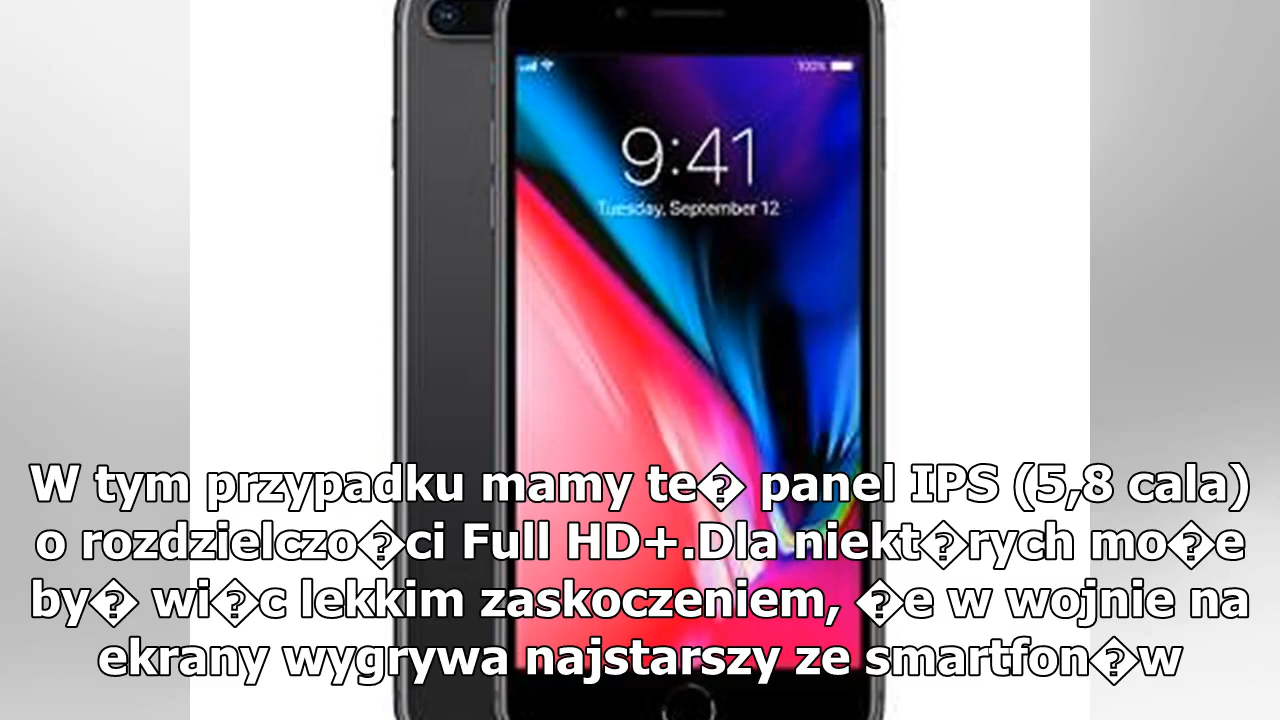 100%
9:41
Tuesday, September 12
W tym przypadku mamy te� panel IPS (5,8 cala)
o rozdzielczo�ci Full HD+.Dla niekt�rych mo�e
by� wi�c lekkim zaskoczeniem, �e w wojnie na
ekrany wygrywa najstarszy ze smartfon�w